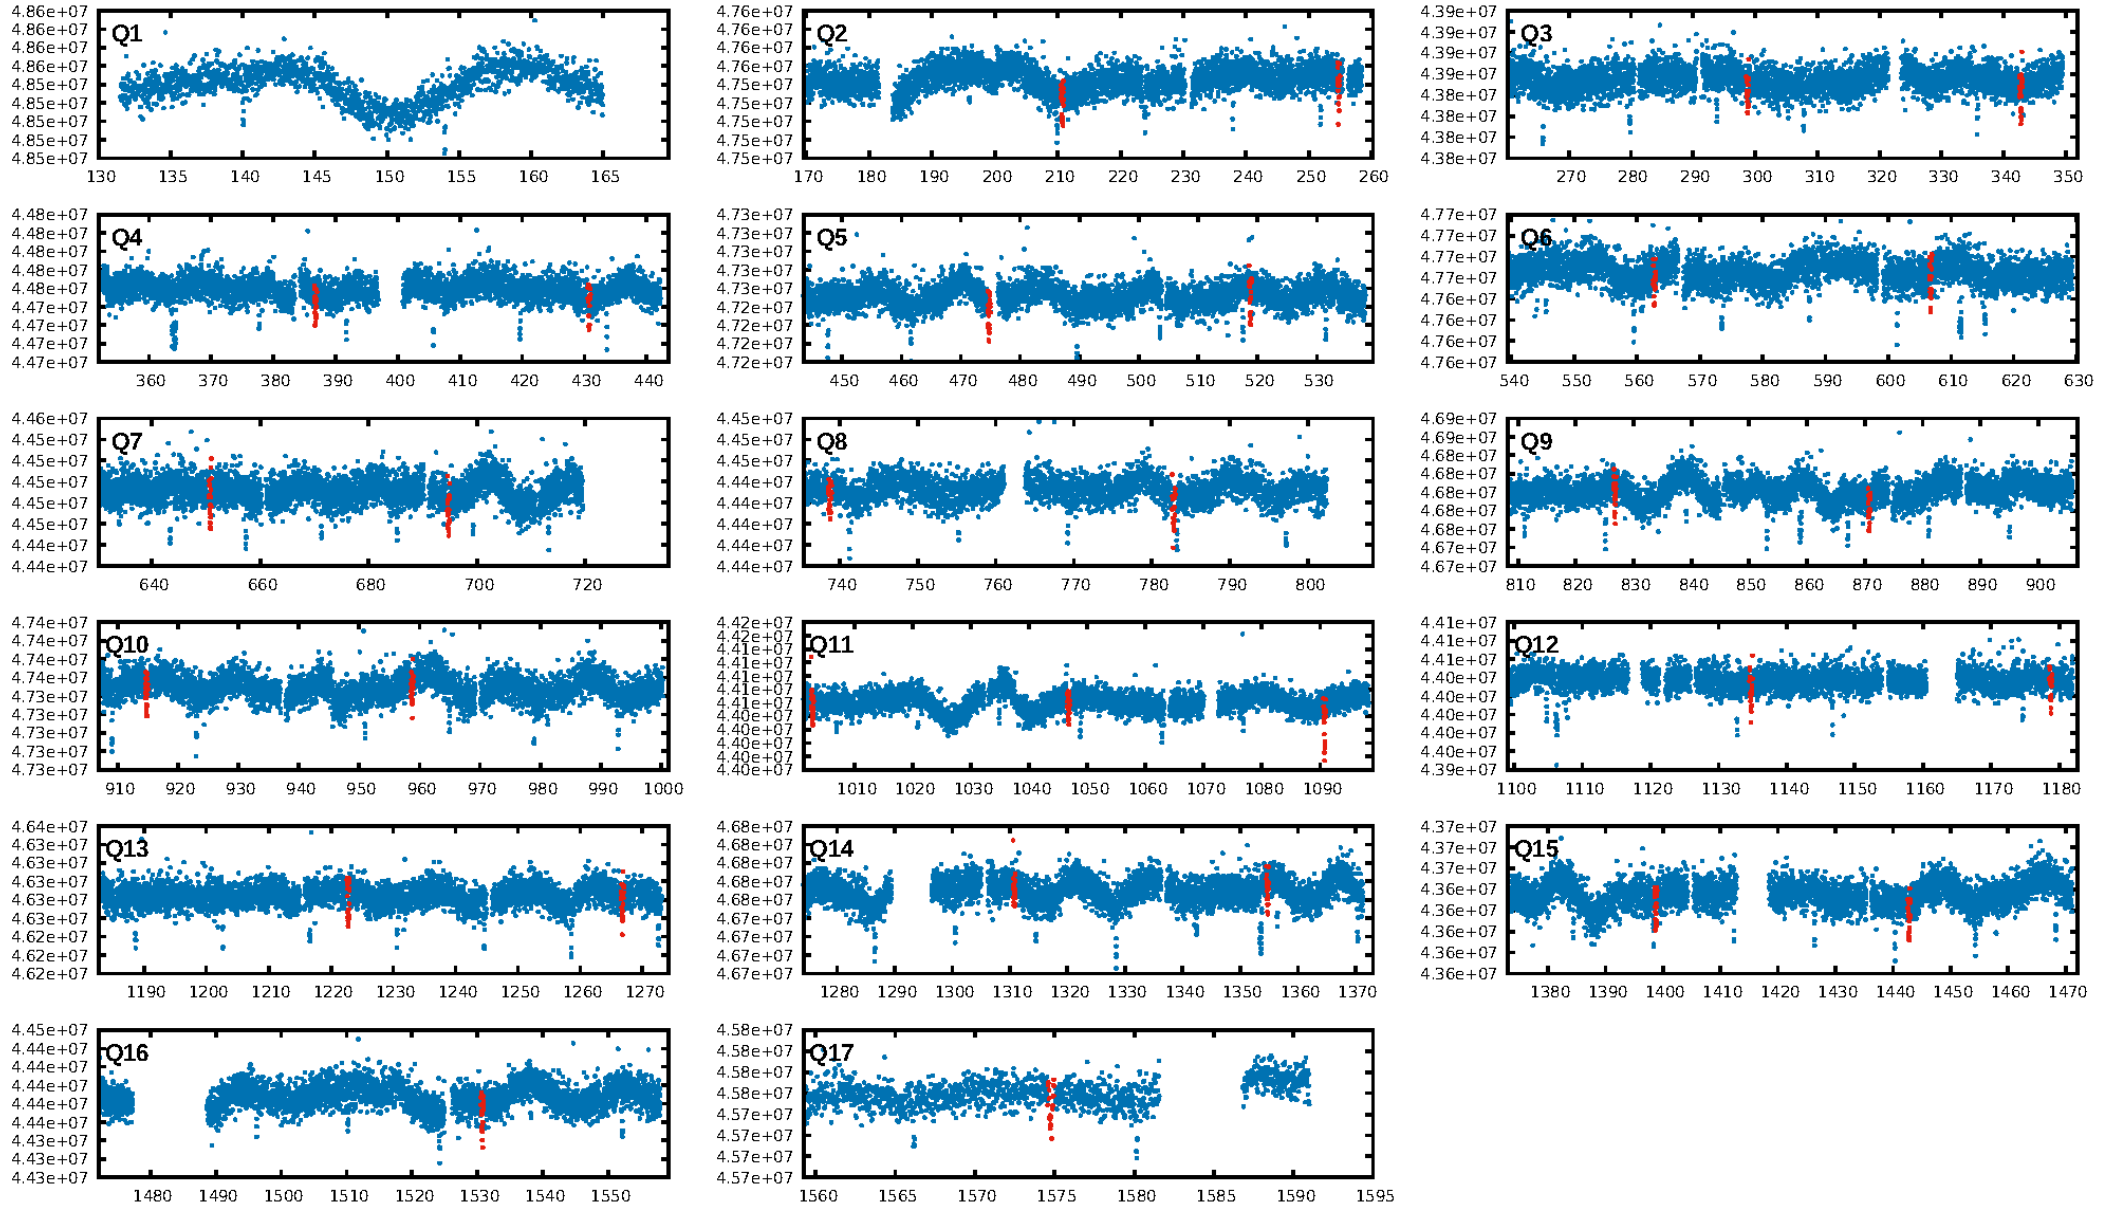 4.86e+07
4.86e+07
4.86e+07
4.85e+07
4.85e+07
4.85e+07
4.85e+07
4.85e+07
4.85e+07
Q1
130 135 140 145 150 155 160 165
4.76e+07
4.76e+07
4.76e+07
4.76e+07
4.75e+07
4.75e+07
4.75e+07
4.75e+07
4.75e+07
Q2
170 180 190 200 210 220 230 240 250 260
4.39e+07
4.39e+07
4.39e+07
4.39e+07
4.38e+07
4.38e+07
4.38e+07
4.38e+07
Q3
270 280 290 300 310 320 330 340 350
4.48e+07
4.48e+07
4.48e+07
4.48e+07
4.48e+07
4.47e+07
4.47e+07
4.47e+07
4.47e+07
Q4
360 370 380 390 400 410 420 430 440
4.73e+07
4.73e+07
4.73e+07
4.73e+07
4.73e+07
4.72e+07
4.72e+07
4.72e+07
4.72e+07
Q5
450 460 470 480 490 500 510 520 530
4.77e+07
4.77e+07
4.77e+07
4.77e+07
4.76e+07
4.76e+07
4.76e+07
4.76e+07
Q6
540 550 560 570 580 590 600 610 620 630
4.46e+07
4.45e+07
4.45e+07
4.45e+07
4.45e+07
4.45e+07
4.44e+07
4.44e+07
Q7
640 660 680 700 720
4.45e+07
4.45e+07
4.45e+07
4.44e+07
4.44e+07
4.44e+07
4.44e+07
4.44e+07
Q8
740 750 760 770 780 790 800
4.69e+07
4.69e+07
4.68e+07
4.68e+07
4.68e+07
4.68e+07
4.68e+07
4.67e+07
4.67e+07
Q9
810 820 830 840 850 860 870 880 890 900
4.74e+07
4.74e+07
4.74e+07
4.74e+07
4.73e+07
4.73e+07
4.73e+07
4.73e+07
4.73e+07
Q10
910 920 930 940 950 960 970 980 990 1000
4.42e+07
4.42e+07
4.41e+07
4.41e+07
4.41e+07
4.41e+07
4.41e+07
4.40e+07
4.40e+07
4.40e+07
4.40e+07
4.40e+07
Q11
1010 1020 1030 1040 1050 1060 1070 1080 1090
4.41e+07
4.41e+07
4.41e+07
4.40e+07
4.40e+07
4.40e+07
4.40e+07
4.40e+07
4.39e+07
Q12
1100 1110 1120 1130 1140 1150 1160 1170 1180
4.64e+07
4.63e+07
4.63e+07
4.63e+07
4.63e+07
4.63e+07
4.62e+07
4.62e+07
4.62e+07
Q13
1190 1200 1210 1220 1230 1240 1250 1260 1270
4.68e+07
4.68e+07
4.68e+07
4.68e+07
4.68e+07
4.67e+07
4.67e+07
4.67e+07
4.67e+07
Q14
1280 1290 1300 1310 1320 1330 1340 1350 1360 1370
4.37e+07
4.37e+07
4.37e+07
4.36e+07
4.36e+07
4.36e+07
4.36e+07
4.36e+07
Q15
1380 1390 1400 1410 1420 1430 1440 1450 1460 1470
4.45e+07
4.44e+07
4.44e+07
4.44e+07
4.44e+07
4.44e+07
4.43e+07
4.43e+07
4.43e+07
Q16
1480 1490 1500 1510 1520 1530 1540 1550
4.58e+07
4.58e+07
4.58e+07
4.58e+07
4.57e+07
4.57e+07
4.57e+07
4.57e+07
Q17
1560 1565 1570 1575 1580 1585 1590 1595